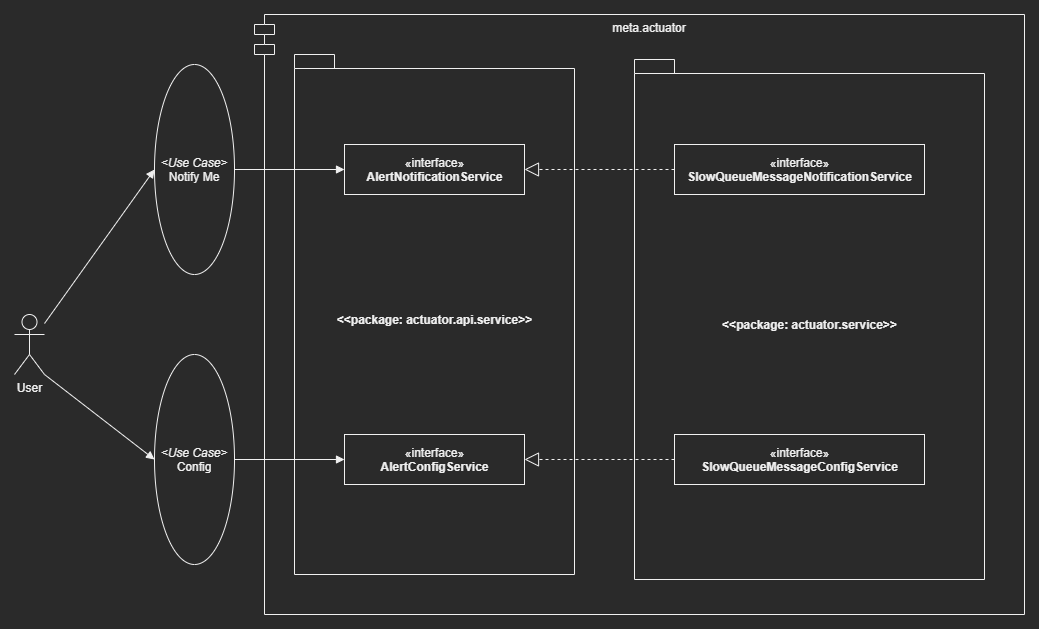 meta.actuator
<Use Case>
Notify Me
«interface»
AlertNotificationService
«interface»
SlowQueueMessageNotificationService
<<package: actuator.api.service>>
<<package: actuator.service>>
User
<Use Case>
Config
«interface»
AlertConfigService
«interface»
SlowQueueMessageConfigService